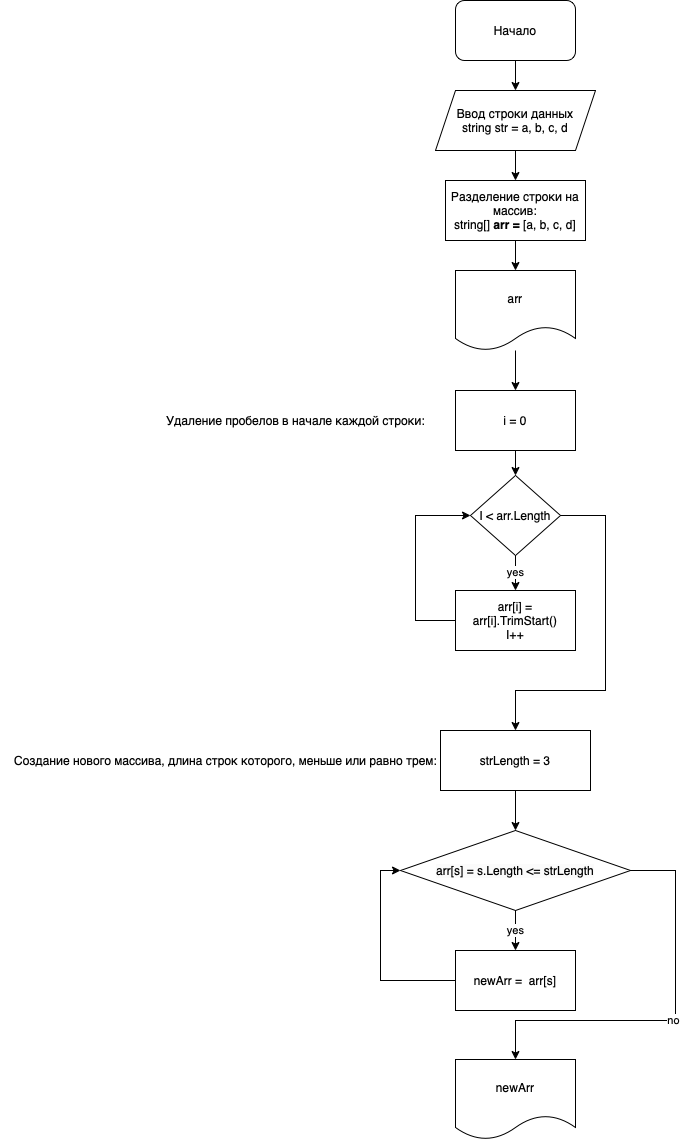 Начало
Ввод строки данных
string str = a, b, c, d
Разделение строки на
массив:
string[] arr = [a, b, c, d]
arr
Удаление пробелов в начале каждой строки:
i = 0
I < arr.Length
yes
arr[i] =
arr[i].TrimStart()
I++
Создание нового массива, длина строк которого, меньше или равно трем:
strLength = 3
arr[s] = s.Length <= strLength
yes
newArr = arr[s]
no
newArr